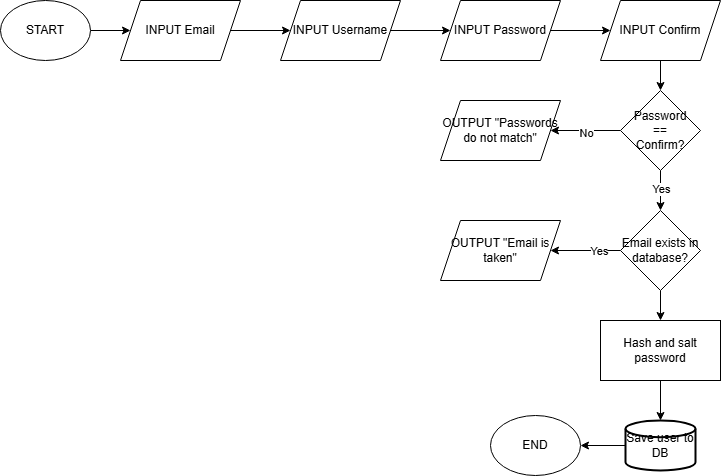 START
INPUT Email
INPUT Username
INPUT Password
INPUT Confirm
Password
==
Confirm?
No
OUTPUT "Passwords
do not match"
Yes
Email exists in
database?
Yes
OUTPUT "Email is
taken"
Hash and salt
password
Save user to
DB
END